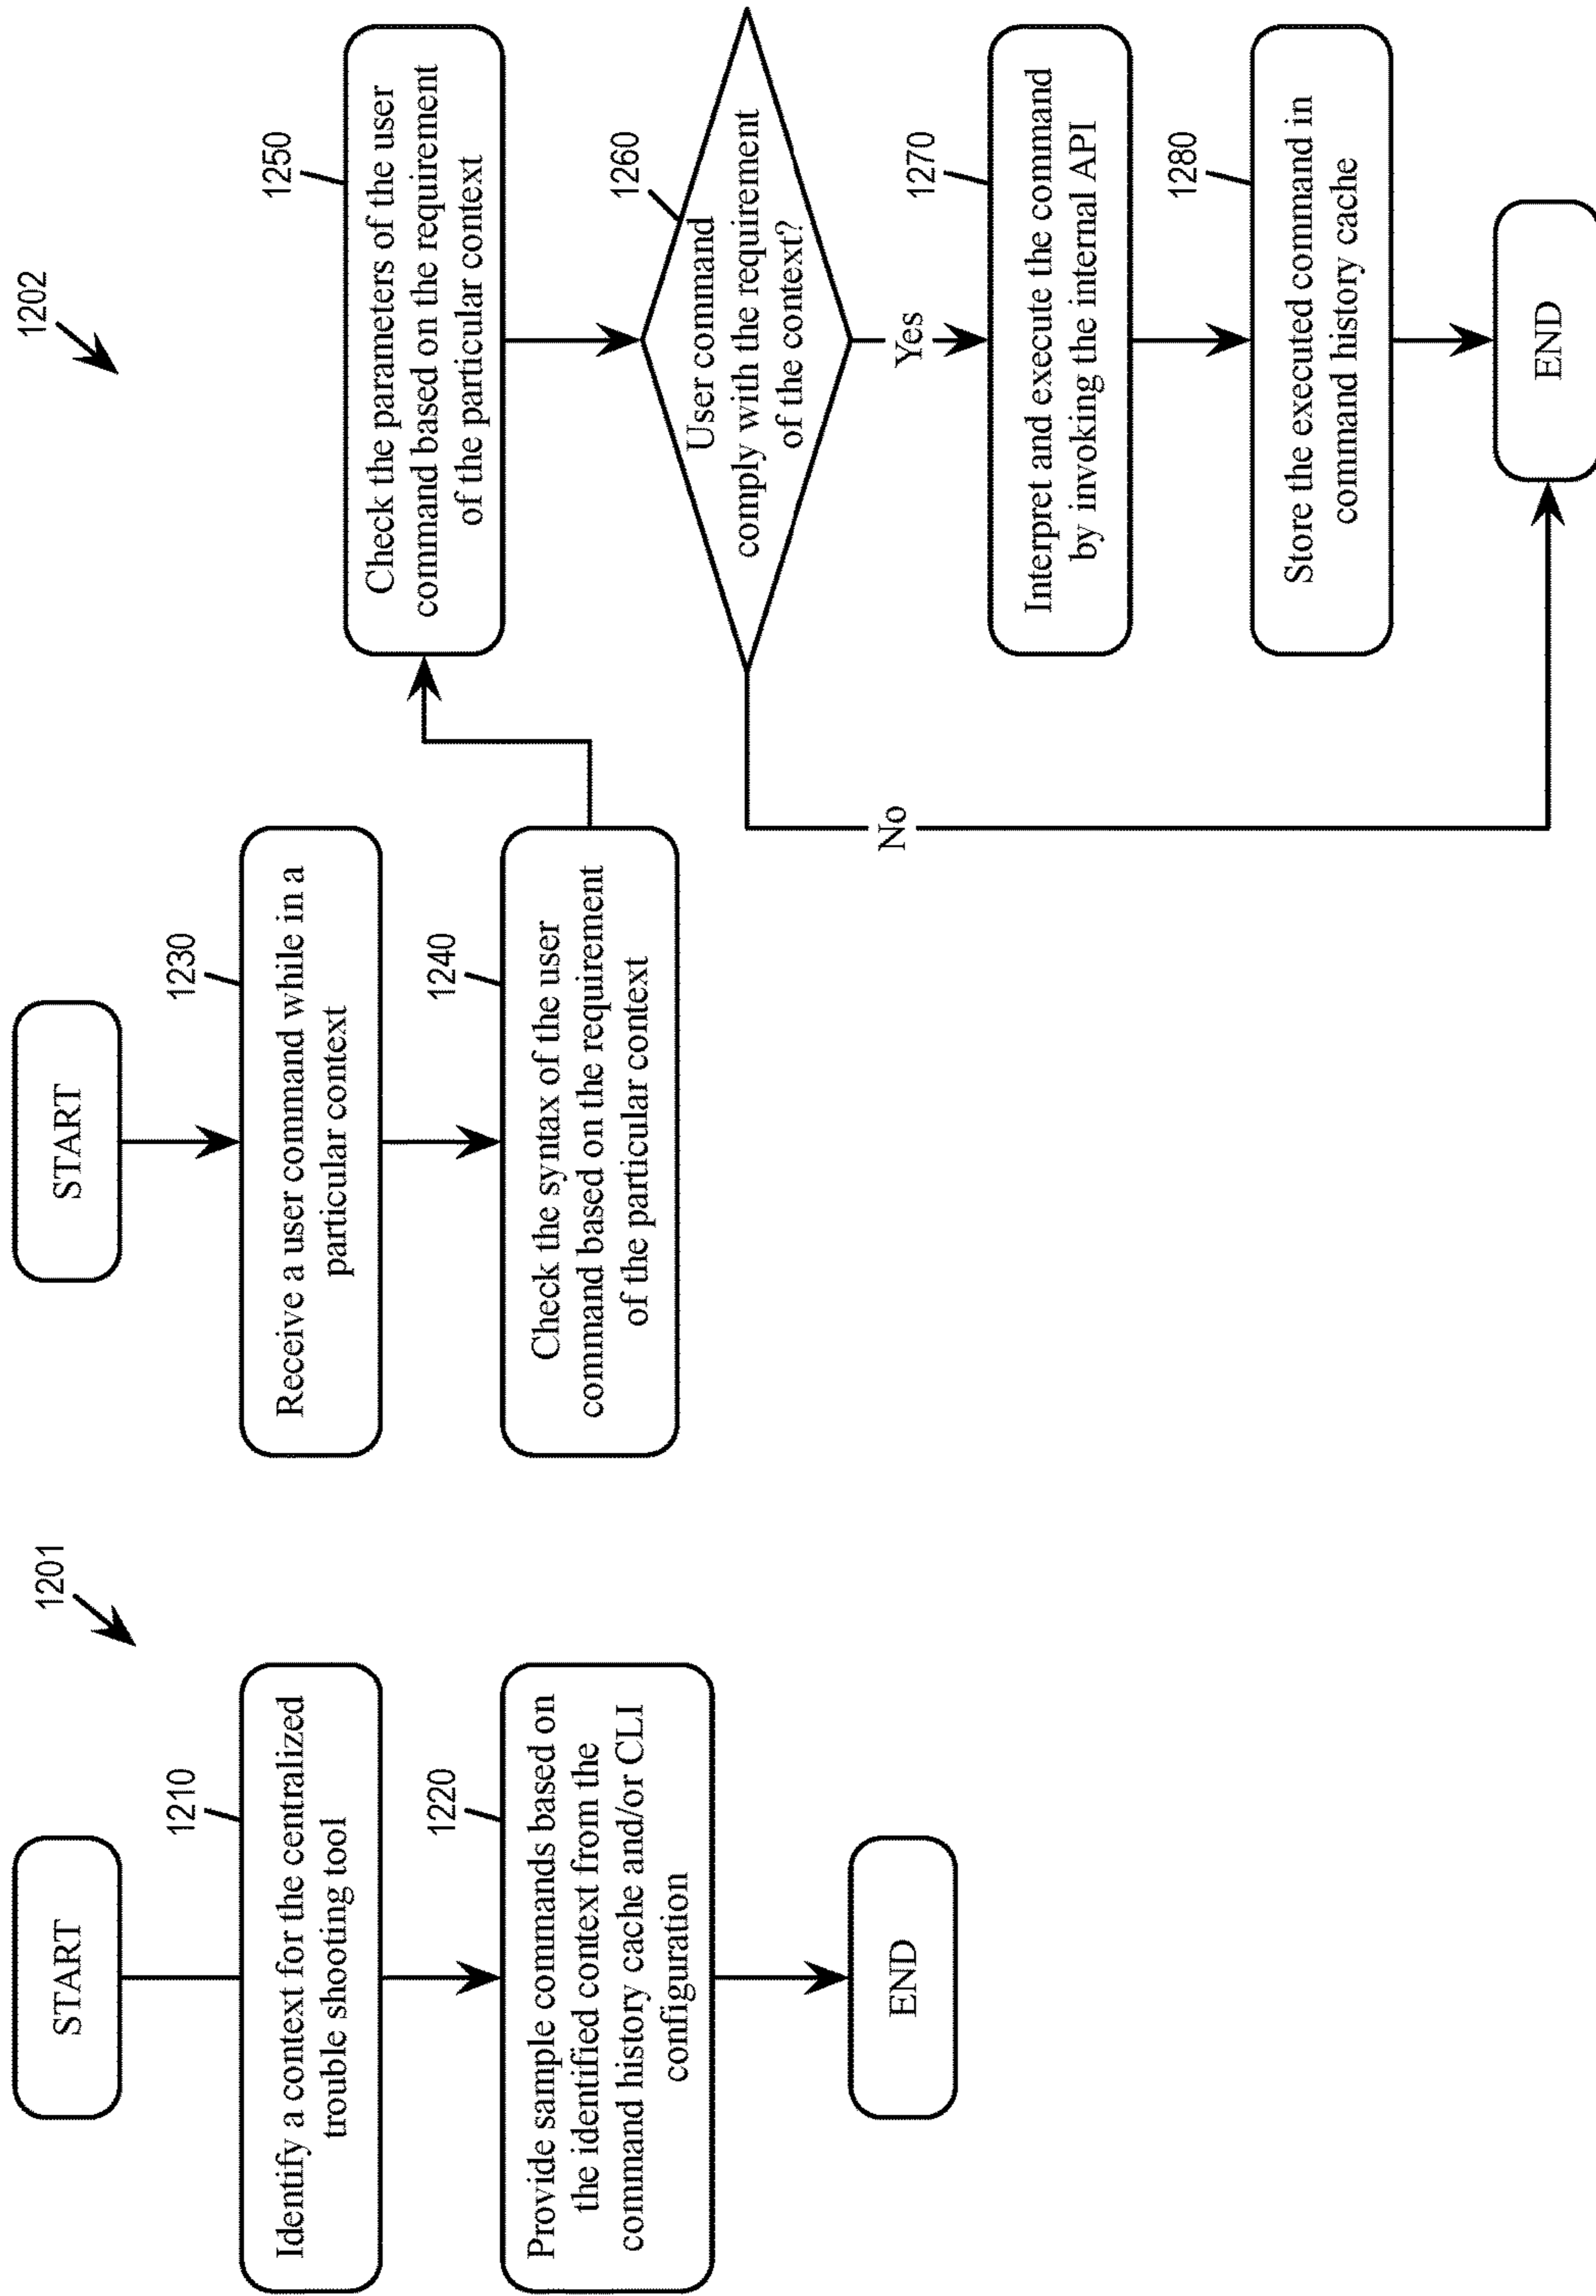 1201
START
1210
Identify a context for the centralized
trouble shooting tool
1220
Provide sample commands based on
the identified context from the
command history cache and/or CLI
configuration
END
1202
START
1230
Receive a user command while in a
particular context
1240
Check the syntax of the user
command based on the requirement
of the particular context
1250
Check the parameters of the user
command based on the requirement
of the particular context
1260
User command
comply with the requirement
of the context?
No
Yes
1270
Interpret and execute the command
by invoking the internal API
1280
Store the executed command in
command history cache
END